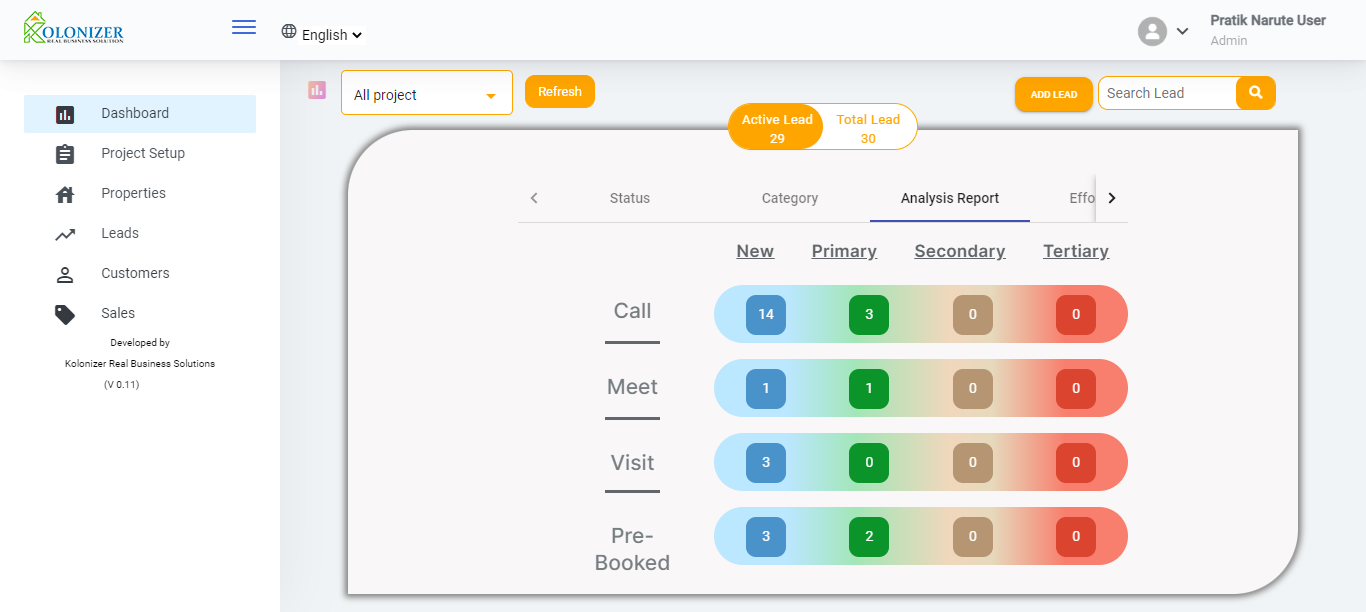 KOLONIZER
REAL BUSINESS SOLUTION
English
Pratik Narute User
Admin
Dashboard
Project Setup
Properties
Leads
Customers
Sales
Developed by
Kolonizer Real Business Solutions
(V 0.11)
All project
Refresh
ADD LEAD
Search Lead
Active Lead
29
Total Lead
30
Status
Category
Analysis Report
Effo
New Primary Secondary Tertiary
Call 14 3 0 0
Meet 1 1 0 0
Visit 3 0 0 0
Pre-
Booked
3 2 0 0